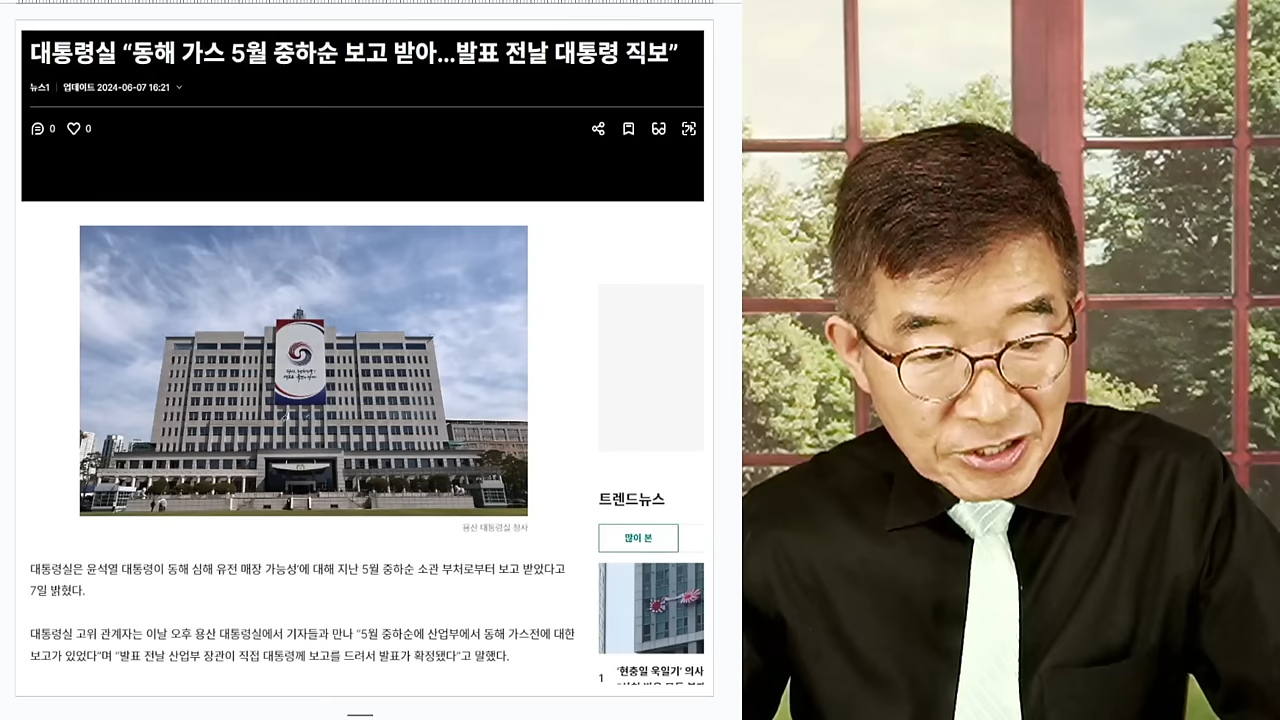 대통령실 “동해 가스 5월 중하순 보고 받아…발표 전날 대통령 직보”
뉴스1 | 업데이트 2024-06-07 16:21
0 0
용산 대통령실 청사
대통령실은 윤석열 대통령이 동해 심해 유전 매장 가능성'에 대해 지난 5월 중하순 소관 부처로부터 보고 받았다고
7일 밝혔다.
대통령실 고위 관계자는 이날 오후 용산 대통령실에서 기자들과 만나 “5월 중하순에 산업부에서 동해 가스전에 대한
보고가 있었다”며 “발표 전날 산업부 장관이 직접 대통령께 보고를 드려서 발표가 확정됐다”고 말했다.
트렌드뉴스
많이 본
1 ‘현충일 욱일기’ 의사